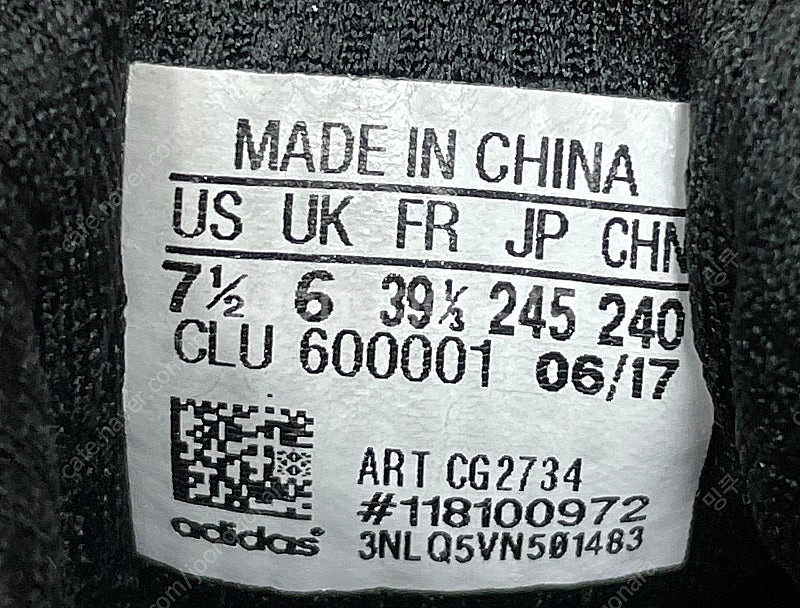 MADE IN CHINA
US UK FR JP CHN
7½ 6 39⅓ 245 240
CLU 600001 06/17
ART CG2734
#118100972
adidas
3NLQ5VN501483